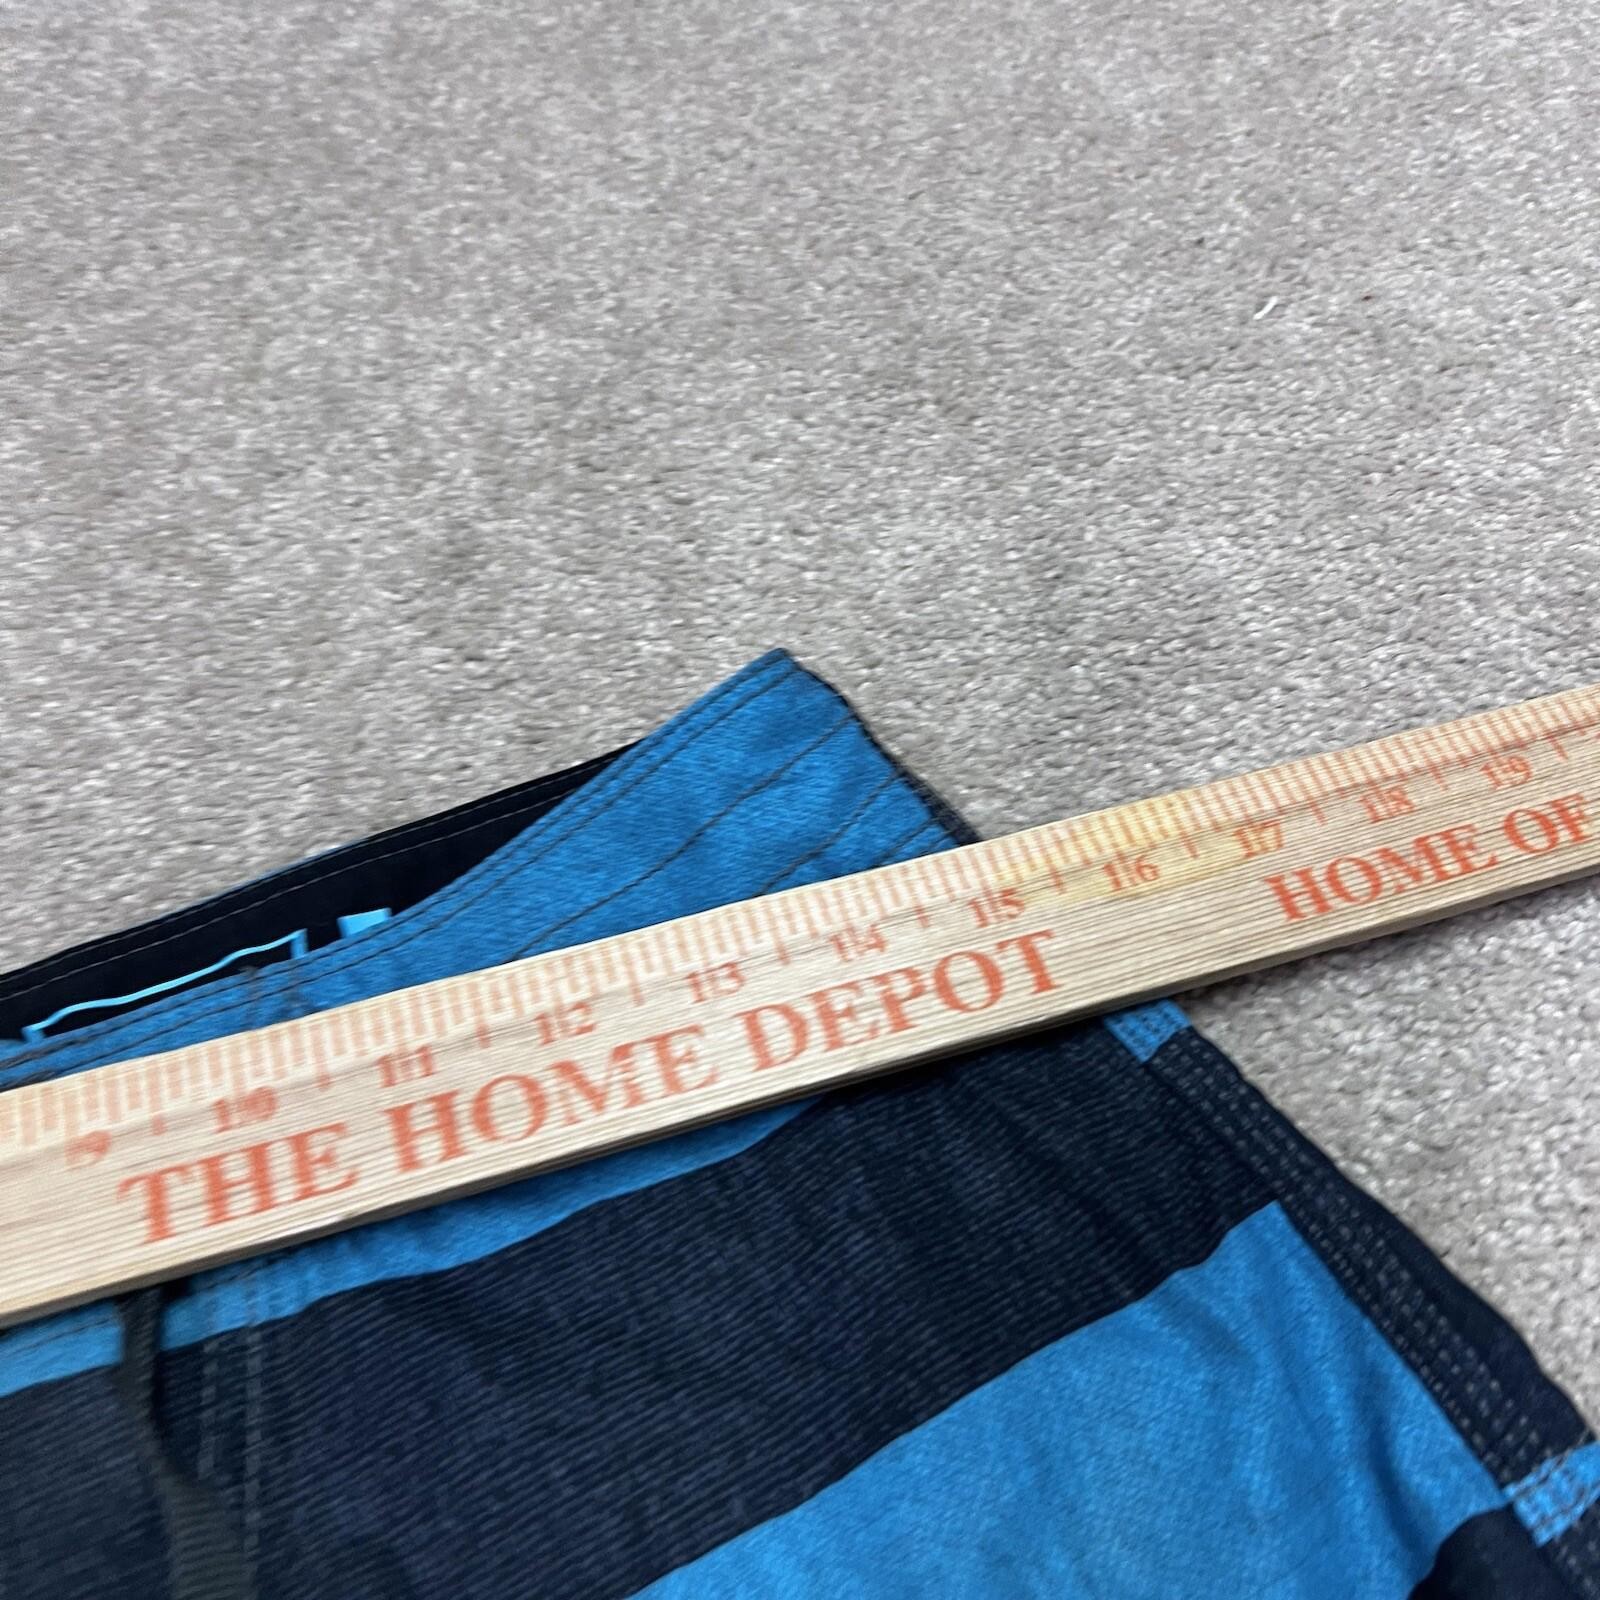 9 10 11 12 13 14 15 16 17 18 19
THE HOME DEPOT HOME OF